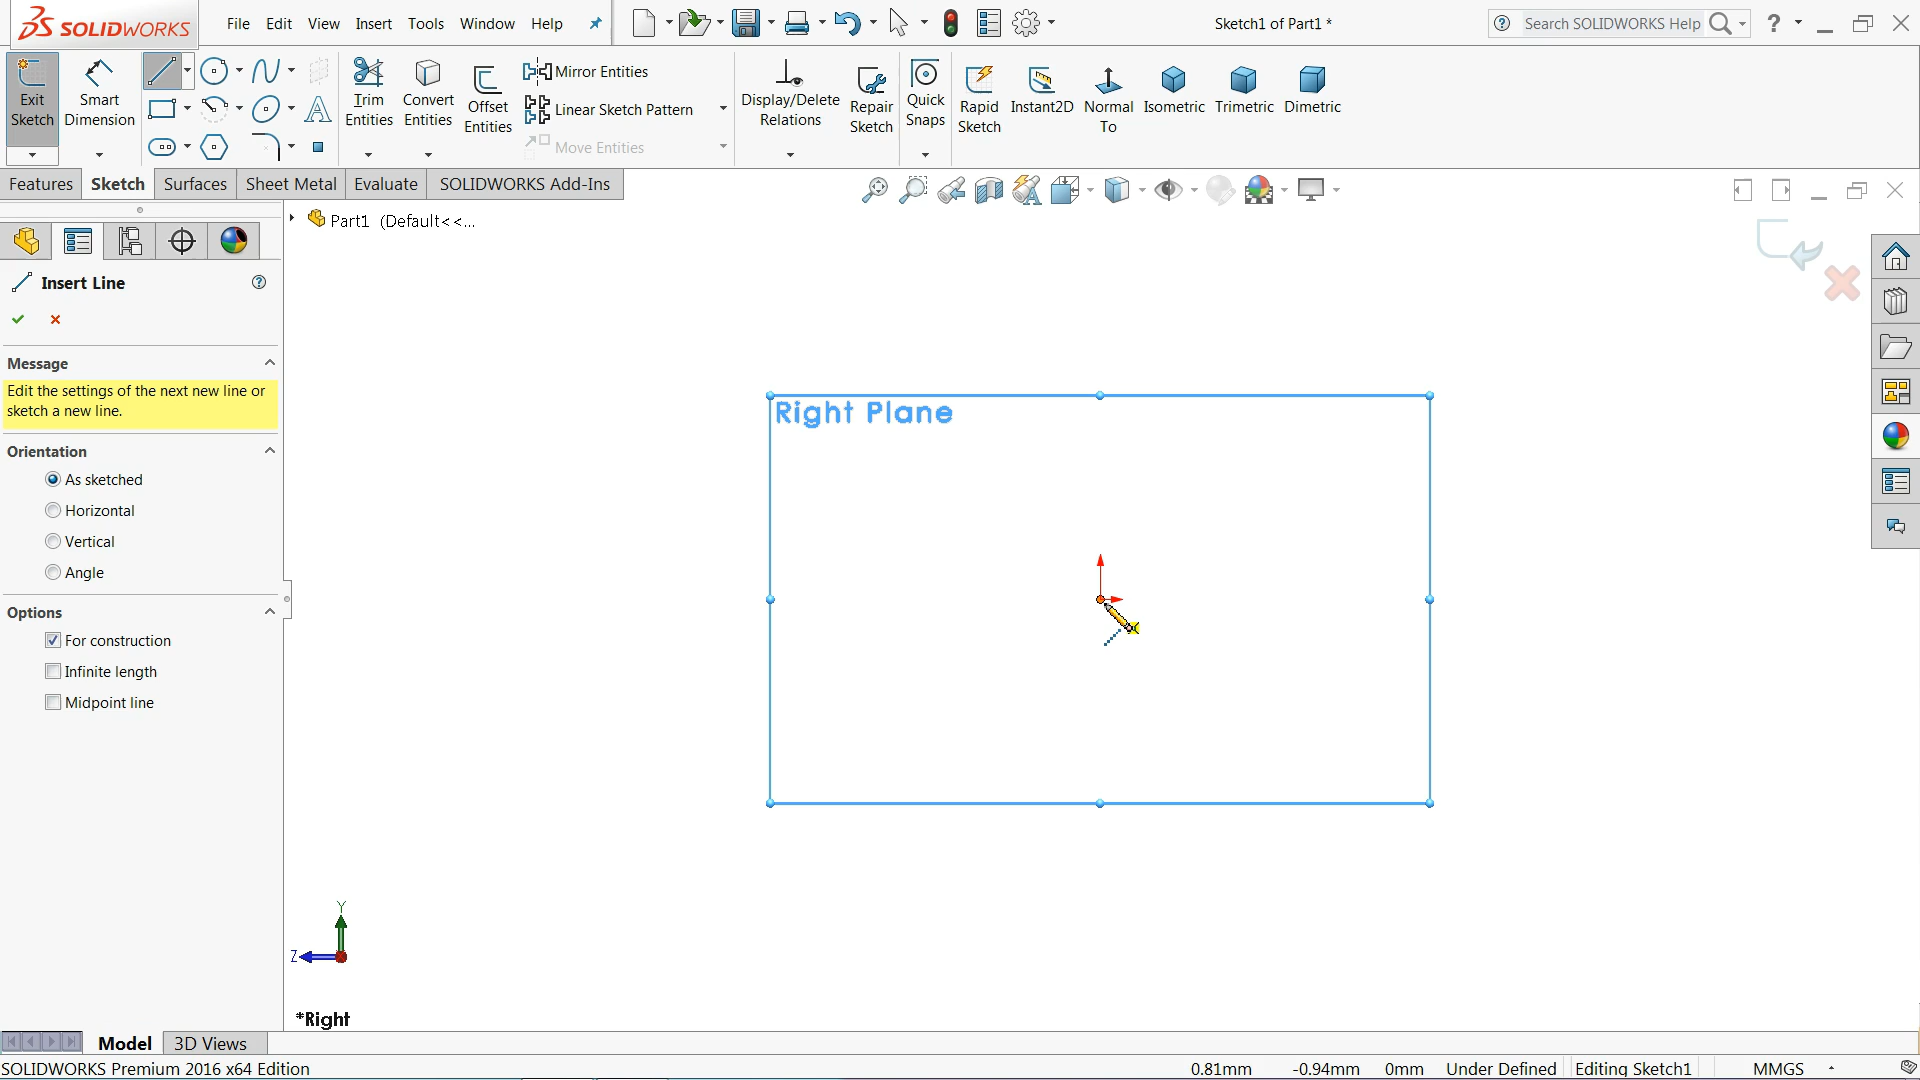 SOLIDWORKS File Edit View Insert Tools Window Help Sketch1 of Part1 * Search SOLIDWORKS Help ?
Exit Sketch
Smart Dimension
Trim Entities
Convert Entities
Offset Entities
Mirror Entities
Linear Sketch Pattern
Move Entities
Display/Delete Relations
Repair Sketch
Quick Snaps
Rapid Sketch
Instant2D
Normal To
Isometric
Trimetric
Dimetric
Features Sketch Surfaces Sheet Metal Evaluate SOLIDWORKS Add-Ins
Part1 (Default<<...
Insert Line
Message
Edit the settings of the next new line or
sketch a new line.
Orientation
As sketched
Horizontal
Vertical
Angle
Options
For construction
Infinite length
Midpoint line
Right Plane
Y
Z
*Right
Model 3D Views
SOLIDWORKS Premium 2016 x64 Edition 0.81mm -0.94mm 0mm Under Defined Editing Sketch1 MMGS